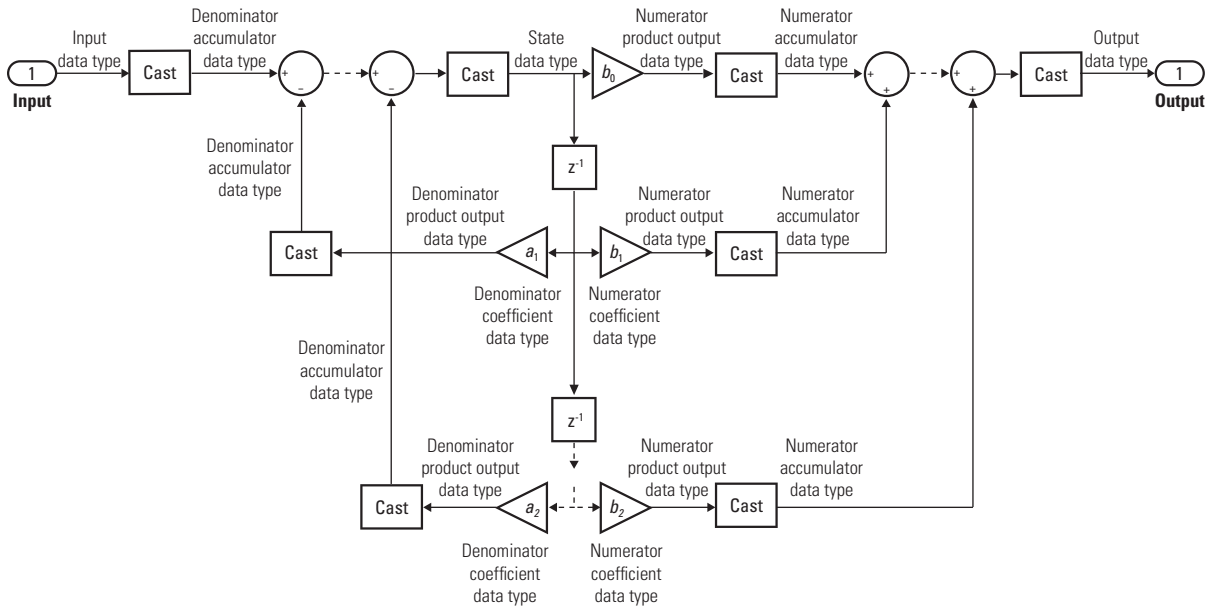 Input
data type
Denominator
accumulator
data type
State
data type
Numerator
product output
data type
Numerator
accumulator
data type
Output
data type
1
Input
Cast
+
−
+
−
Cast
b0
Cast
+
+
+
+
Cast
1
Output
Denominator
accumulator
data type
z-1
Denominator
product output
data type
Numerator
product output
data type
Numerator
accumulator
data type
Cast
a1
b1
Cast
Denominator
coefficient
data type
Numerator
coefficient
data type
Denominator
accumulator
data type
z-1
Denominator
product output
data type
Numerator
product output
data type
Numerator
accumulator
data type
Cast
a2
b2
Cast
Denominator
coefficient
data type
Numerator
coefficient
data type